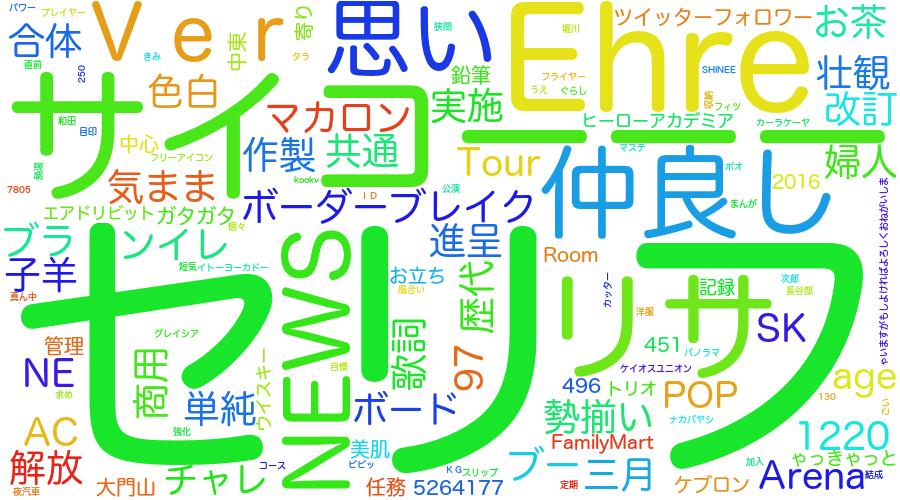 パワー
プレイヤー
Ver
思い
狭間
Ehre
ツイッターフォロワー
お茶
合体
きみ
中東
寄り
タラ
堀川
直前
250
色白
鉛筆
フライヤー
SHINEE
壮観
サイコ
マカロン
実施
うえ
ぐらし
収納
フィツ
改訂
和田
目印
中心
フリーアイコン
作製
共通
ー
ー
ー
ヒーローアカデミア
カーラケーヤ
喫煙
7805
気まま
kookv
ID
公演
Tour
仲良し
マステ
ポオ
2016
婦人
エアドリビット
ガタガタ
個々
ボーダーブレイク
まんが
ブラ
ンイレ
進呈
Room
子羊
短気
イトーヨーカドー
お立ち
風合い
歴代
カッター
記録
次郎
長谷部
真ん中
セリフ
NEWS
リサ
洋服
SK
グレイシア
管理
歌詞
97
451
パノラマ
ケイオスユニオン
NE
商用
自慢
496
トリオ
POP
age
求め
単純
ウイスキー
ボード
勢揃い
ナカバヤシ
130
っこ
AC
強化
美肌
FamilyMart
1220
解放
コース
ビビッ
KG
スリップ
ブー
三月
加入
ゃっきゃっと
夜汽車
大門山
チャレ
任務
5264177
定期
ケブロン
Arena
結成
ゃいますがもしよければよろしくおねがいしま